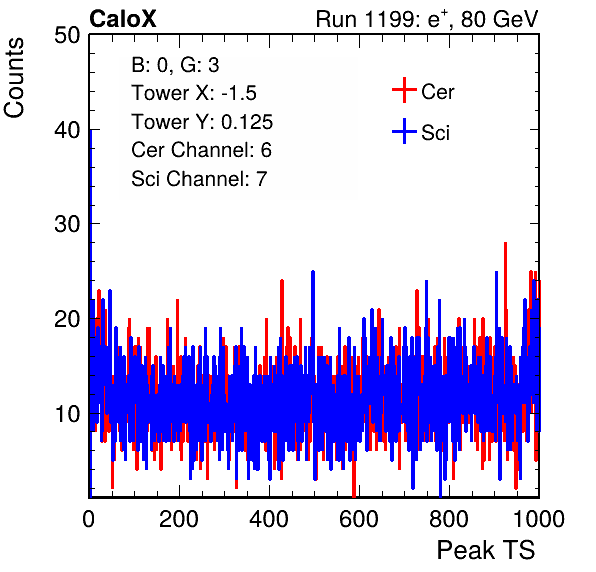 CaloX Run 1199: e⁺, 80 GeV
Counts
50
B: 0, G: 3
Tower X: -1.5
Tower Y: 0.125
Cer Channel: 6
Sci Channel: 7
Cer
Sci
40
30
20
10
0 200 400 600 800 1000
Peak TS